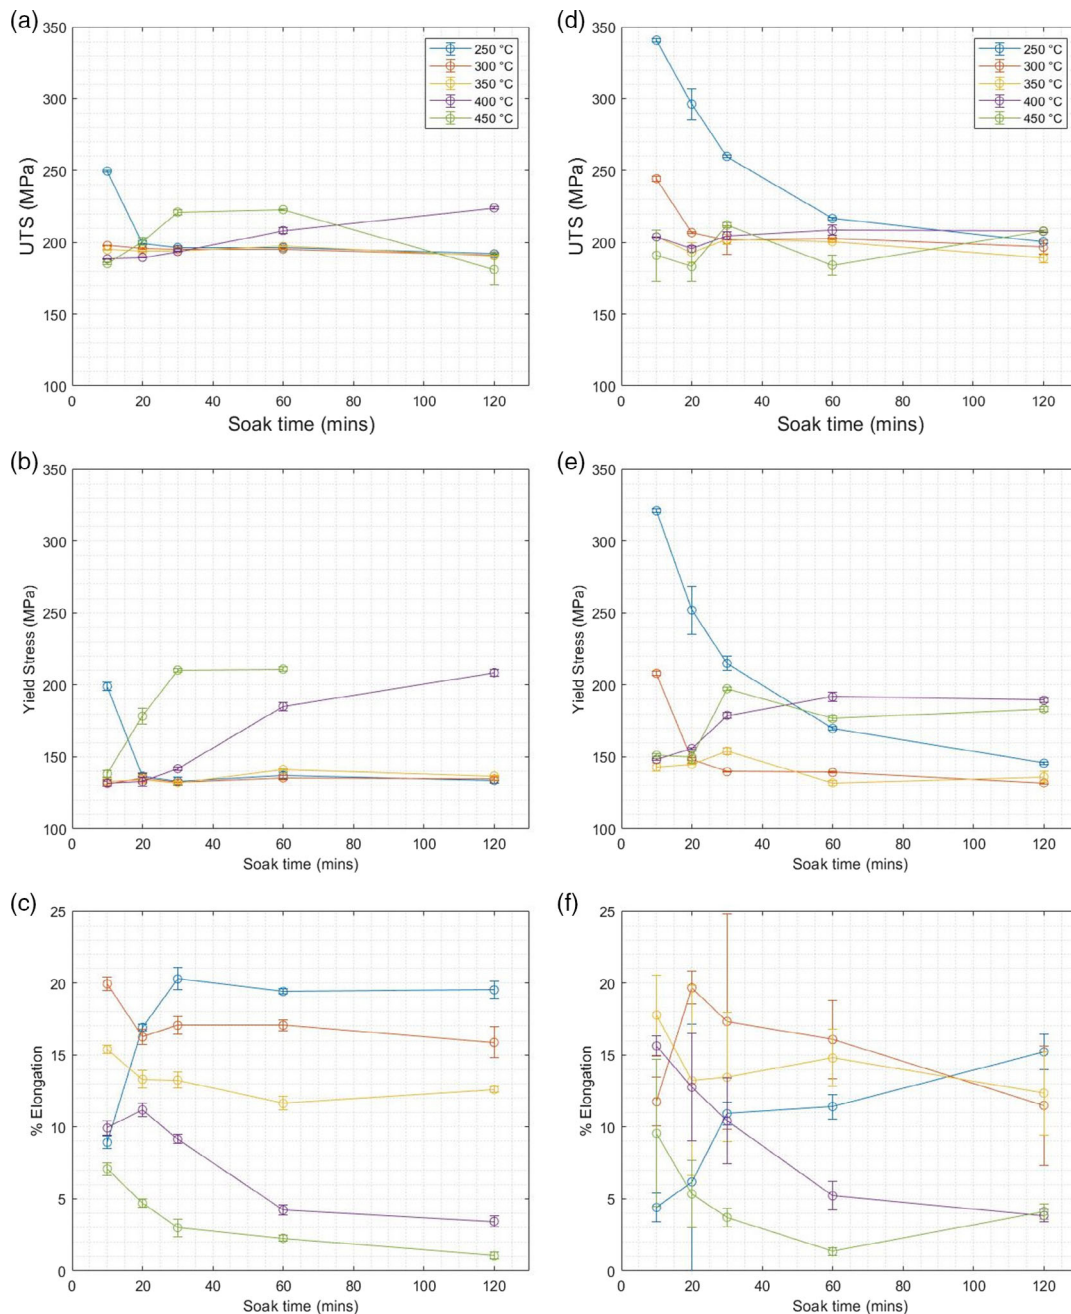 (a)
350
300
250
200
150
100
UTS (MPa)
250 °C
300 °C
350 °C
400 °C
450 °C
0 20 40 60 80 100 120
Soak time (mins)
(d)
350
300
250
200
150
100
UTS (MPa)
250 °C
300 °C
350 °C
400 °C
450 °C
0 20 40 60 80 100 120
Soak time (mins)
(b)
350
300
250
200
150
100
Yield Stress (MPa)
0 20 40 60 80 100 120
Soak time (mins)
(e)
350
300
250
200
150
100
Yield Stress (MPa)
0 20 40 60 80 100 120
Soak time (mins)
(c)
25
20
15
10
5
0
% Elongation
0 20 40 60 80 100 120
Soak time (mins)
(f)
25
20
15
10
5
0
% Elongation
0 20 40 60 80 100 120
Soak time (mins)